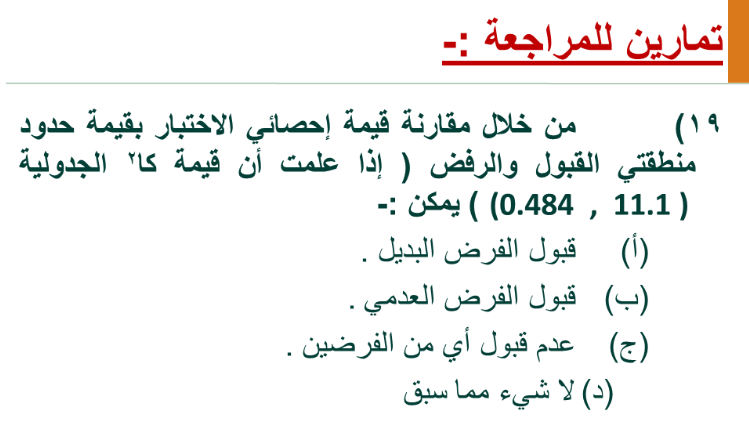 تمارين للمراجعة :-
١٩) من خلال مقارنة قيمة إحصائي الاختبار بقيمة حدود
منطقتي القبول والرفض ( إذا علمت أن قيمة كا٢ الجدولية
( 11.1 , 0.484) ) يمكن :-
(أ) قبول الفرض البديل .
(ب) قبول الفرض العدمي .
(ج) عدم قبول أي من الفرضين .
(د) لا شيء مما سبق